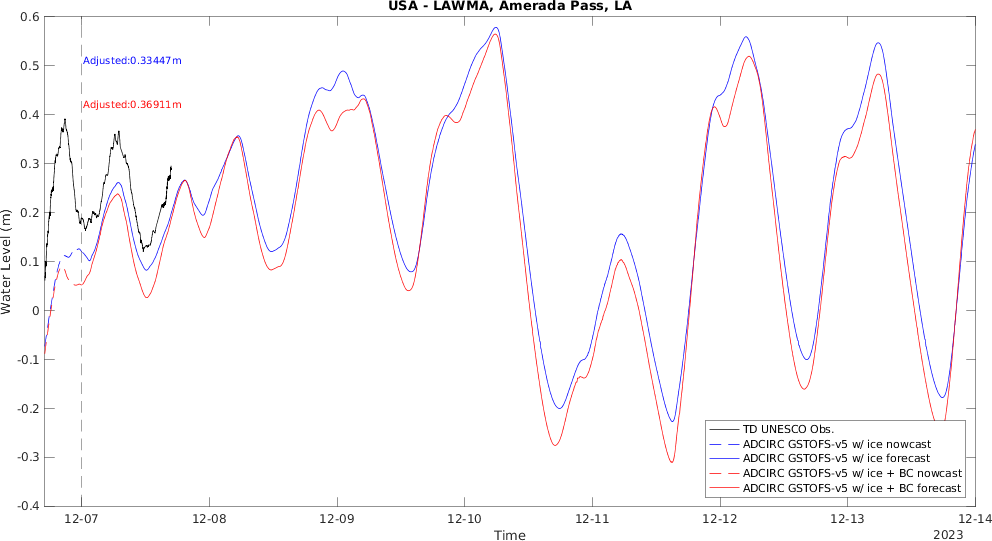 USA - LAWMA, Amerada Pass, LA
0.6
0.5
0.4
0.3
0.2
0.1
0
-0.1
-0.2
-0.3
-0.4
Water Level (m)
Adjusted:0.33447m
Adjusted:0.36911m
TD UNESCO Obs.
ADCIRC GSTOFS-v5 w/ ice nowcast
ADCIRC GSTOFS-v5 w/ ice forecast
ADCIRC GSTOFS-v5 w/ ice + BC nowcast
ADCIRC GSTOFS-v5 w/ ice + BC forecast
12-07 12-08 12-09 12-10 12-11 12-12 12-13 12-14
Time
2023